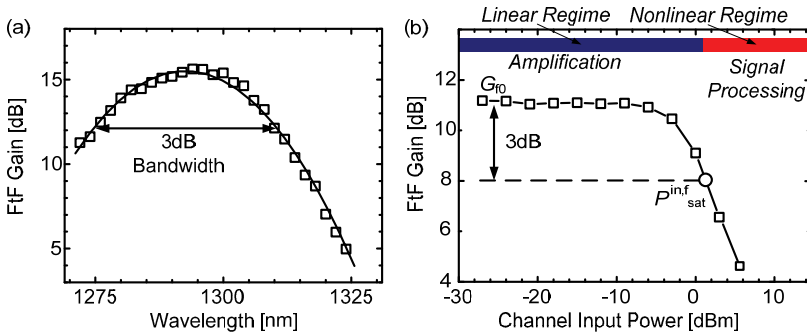 (a)
FtF Gain [dB]
15
10
5
3dB
Bandwidth
1275
1300
1325
Wavelength [nm]
(b)
Linear Regime
Nonlinear Regime
Amplification
Signal
Processing
FtF Gain [dB]
12
10
8
6
4
Gf0
3dB
Pin,fsat
-30
-20
-10
0
10
Channel Input Power [dBm]